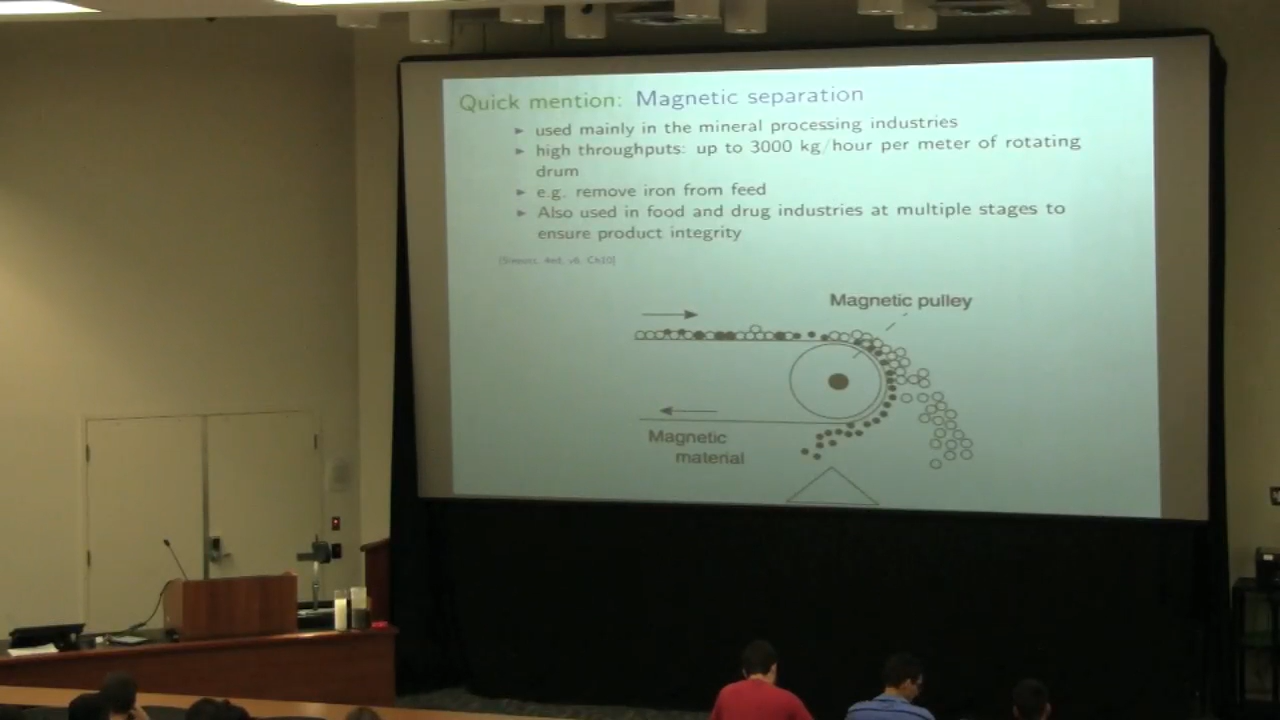 Quick mention: Magnetic separation
► used mainly in the mineral processing industries
► high throughputs: up to 3000 kg/hour per meter of rotating
drum
► e.g. remove iron from feed
► Also used in food and drug industries at multiple stages to
ensure product integrity
Magnetic pulley
Magnetic
material